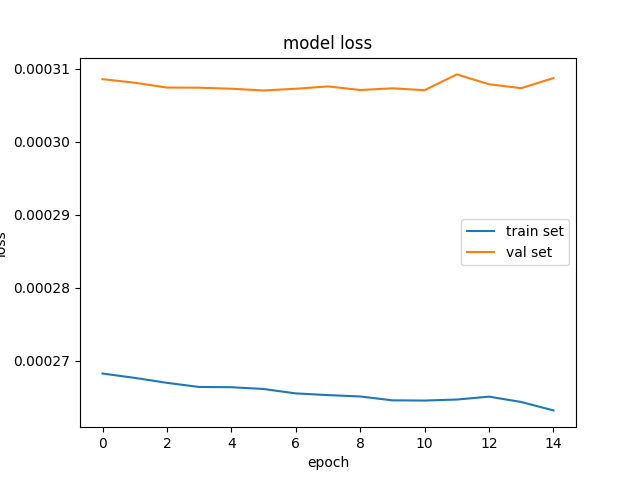 model loss
0.00031
0.00030
0.00029
0.00028
0.00027
loss
train set
val set
0 2 4 6 8 10 12 14
epoch